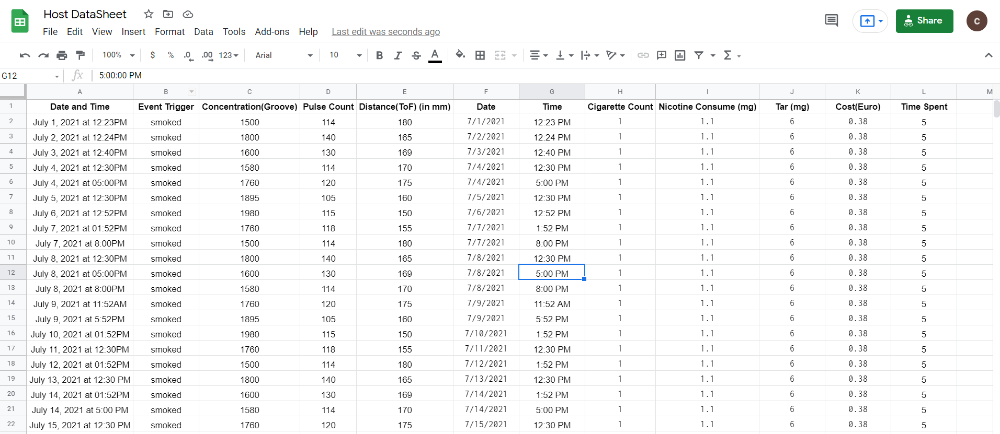 Host DataSheet
File Edit View Insert Format Data Tools Add-ons Help Last edit was seconds ago
Share
C
100% $ % .0 .00 123 Arial 10 B I S A Σ
G12 fx 5:00:00 PM
A B C D E F G H I J K L M
1 Date and Time Event Trigger Concentration(Groove) Pulse Count Distance(ToF) (in mm) Date Time Cigarette Count Nicotine Consume (mg) Tar (mg) Cost(Euro) Time Spent
2 July 1, 2021 at 12:23PM smoked 1500 114 180 7/1/2021 12:23 PM 1 1.1 6 0.38 5
3 July 2, 2021 at 12:24PM smoked 1800 140 165 7/2/2021 12:24 PM 1 1.1 6 0.38 5
4 July 3, 2021 at 12:40PM smoked 1600 130 169 7/3/2021 12:40 PM 1 1.1 6 0.38 5
5 July 4, 2021 at 12:30PM smoked 1580 114 170 7/4/2021 12:30 PM 1 1.1 6 0.38 5
6 July 4, 2021 at 05:00PM smoked 1760 120 175 7/4/2021 5:00 PM 1 1.1 6 0.38 5
7 July 5, 2021 at 12:30PM smoked 1895 105 160 7/5/2021 12:30 PM 1 1.1 6 0.38 5
8 July 6, 2021 at 12:52PM smoked 1980 115 150 7/6/2021 12:52 PM 1 1.1 6 0.38 5
9 July 7, 2021 at 01:52PM smoked 1760 118 155 7/7/2021 1:52 PM 1 1.1 6 0.38 5
10 July 7, 2021 at 8:00PM smoked 1500 114 180 7/7/2021 8:00 PM 1 1.1 6 0.38 5
11 July 8, 2021 at 12:30PM smoked 1800 140 165 7/8/2021 12:30 PM 1 1.1 6 0.38 5
12 July 8, 2021 at 05:00PM smoked 1600 130 169 7/8/2021 5:00 PM 1 1.1 6 0.38 5
13 July 8, 2021 at 8:00PM smoked 1580 114 170 7/8/2021 8:00 PM 1 1.1 6 0.38 5
14 July 9, 2021 at 11:52AM smoked 1760 120 175 7/9/2021 11:52 AM 1 1.1 6 0.38 5
15 July 9, 2021 at 5:52PM smoked 1895 105 160 7/9/2021 5:52 PM 1 1.1 6 0.38 5
16 July 10, 2021 at 01:52PM smoked 1980 115 150 7/10/2021 1:52 PM 1 1.1 6 0.38 5
17 July 11, 2021 at 12:30PM smoked 1760 118 155 7/11/2021 12:30 PM 1 1.1 6 0.38 5
18 July 12, 2021 at 01:52PM smoked 1500 114 180 7/12/2021 1:52 PM 1 1.1 6 0.38 5
19 July 13, 2021 at 12:30 PM smoked 1800 140 165 7/13/2021 12:30 PM 1 1.1 6 0.38 5
20 July 14, 2021 at 01:52PM smoked 1600 130 169 7/14/2021 1:52 PM 1 1.1 6 0.38 5
21 July 14, 2021 at 5:00 PM smoked 1580 114 170 7/14/2021 5:00 PM 1 1.1 6 0.38 5
22 July 15, 2021 at 12:30 PM smoked 1760 120 175 7/15/2021 12:30 PM 1 1.1 6 0.38 5